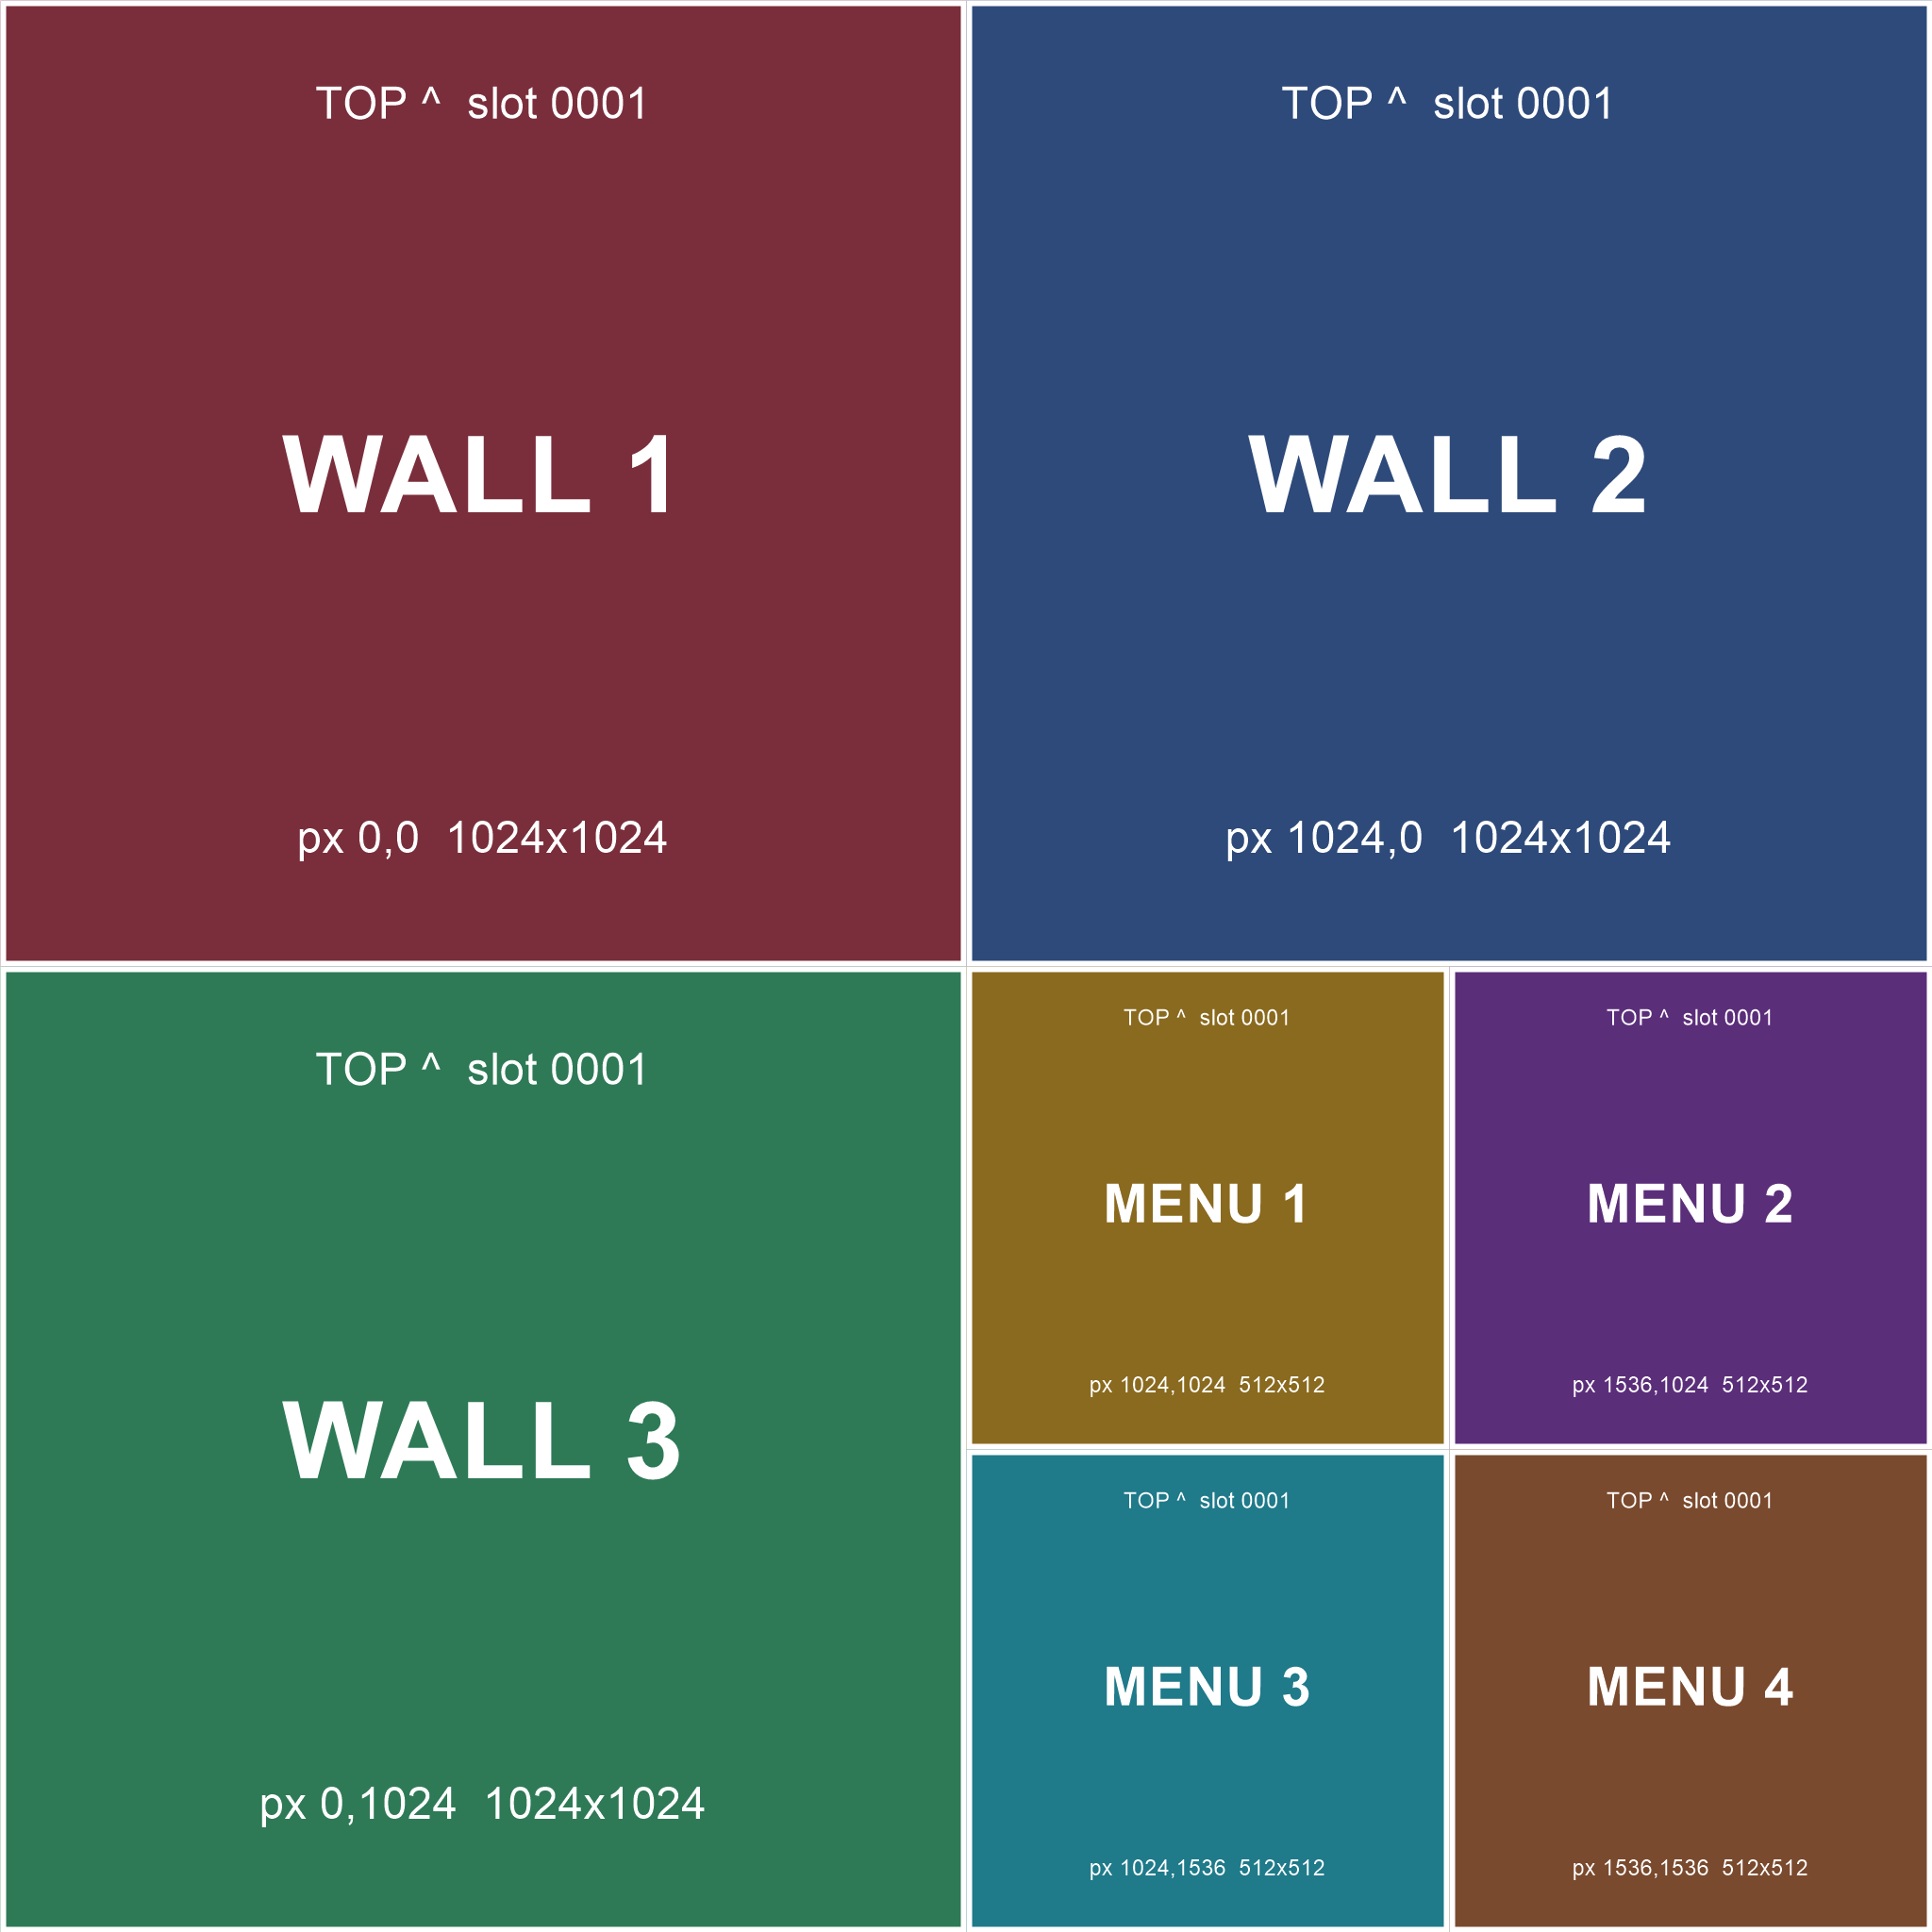 TOP ^ slot 0001
WALL 1
px 0,0 1024x1024
TOP ^ slot 0001
WALL 2
px 1024,0 1024x1024
TOP ^ slot 0001
WALL 3
px 0,1024 1024x1024
TOP ^ slot 0001
MENU 1
px 1024,1024 512x512
TOP ^ slot 0001
MENU 2
px 1536,1024 512x512
TOP ^ slot 0001
MENU 3
px 1024,1536 512x512
TOP ^ slot 0001
MENU 4
px 1536,1536 512x512